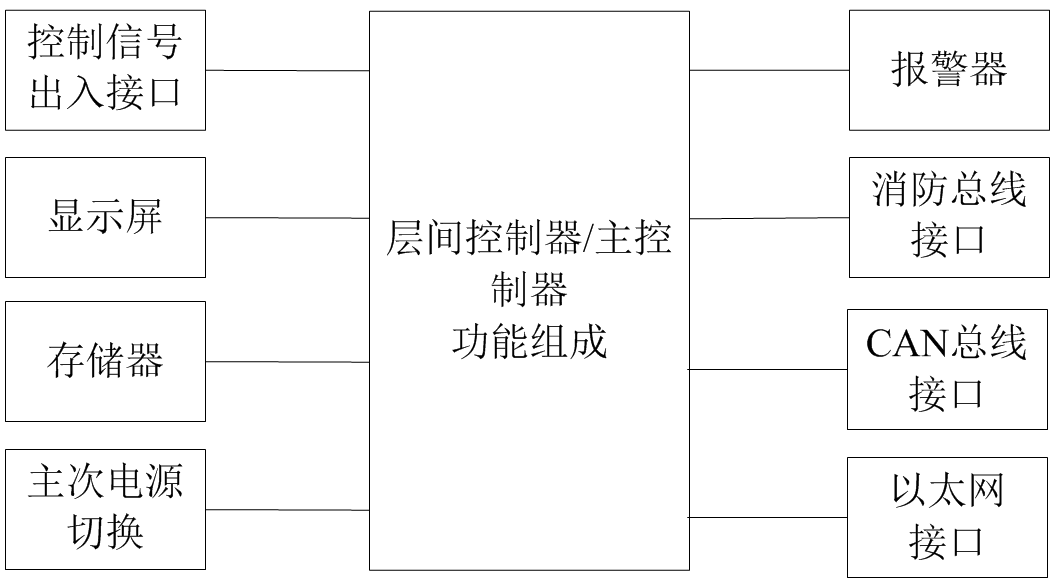 控制信号
出入接口
显示屏
存储器
主次电源
切换
层间控制器/主控
制器
功能组成
报警器
消防总线
接口
CAN总线
接口
以太网
接口